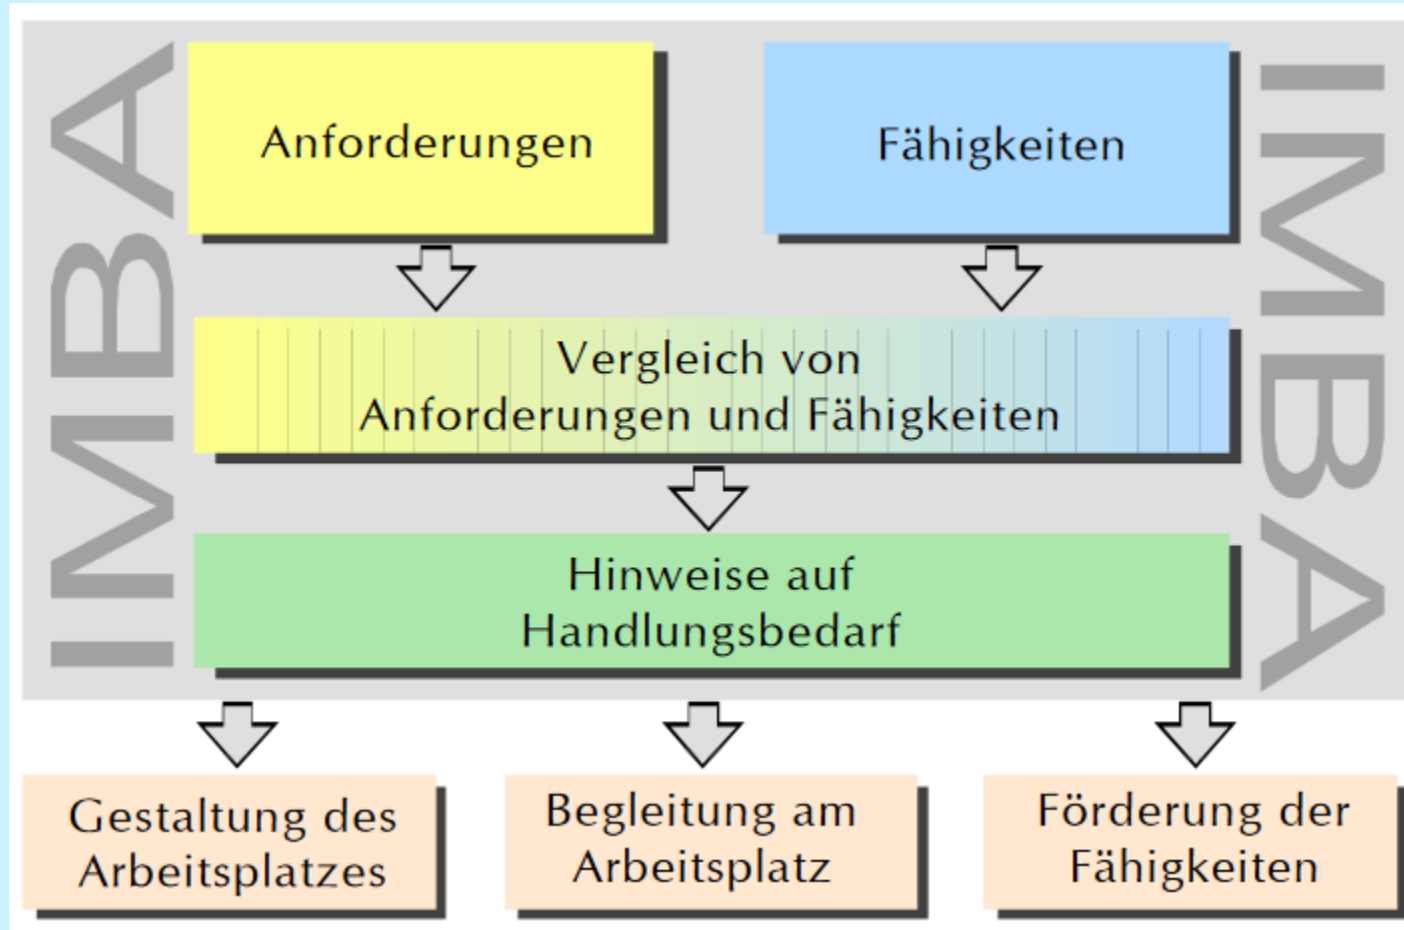 IMBA
Anforderungen
Fähigkeiten
IMBA
Vergleich von
Anforderungen und Fähigkeiten
Hinweise auf
Handlungsbedarf
Gestaltung des
Arbeitsplatzes
Begleitung am
Arbeitsplatz
Förderung der
Fähigkeiten